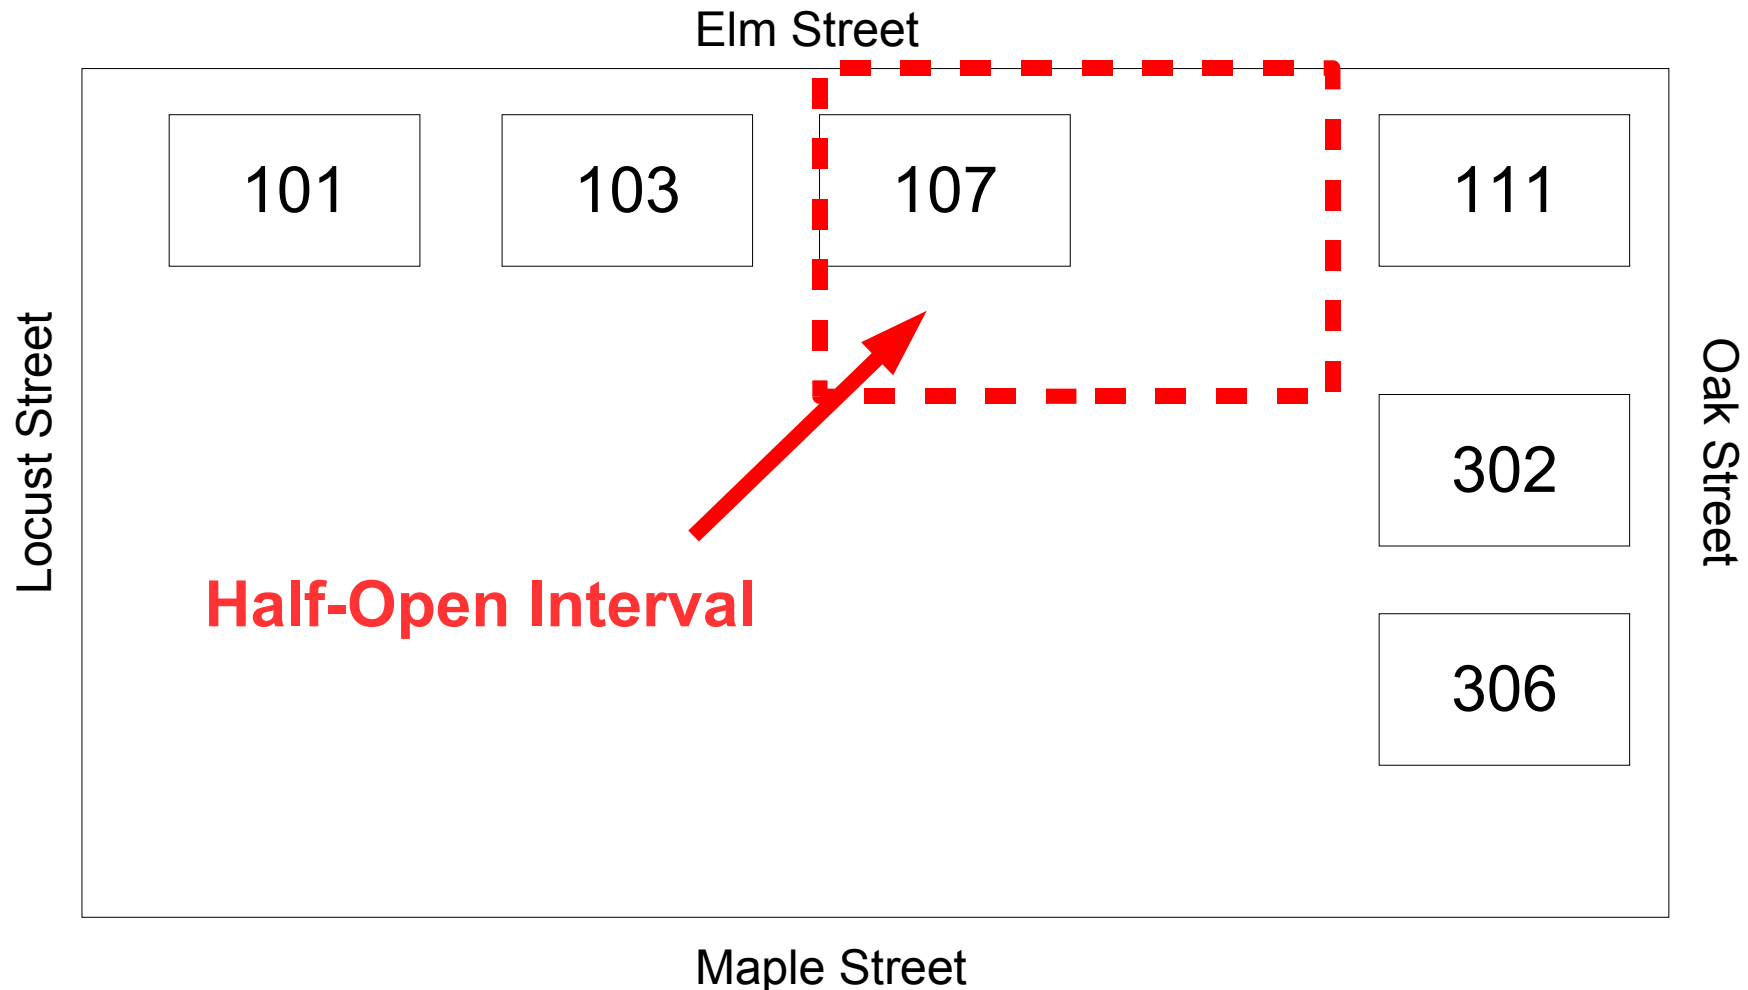 Elm Street
101
103
107
111
Locust Street
Oak Street
302
Half-Open Interval
306
Maple Street